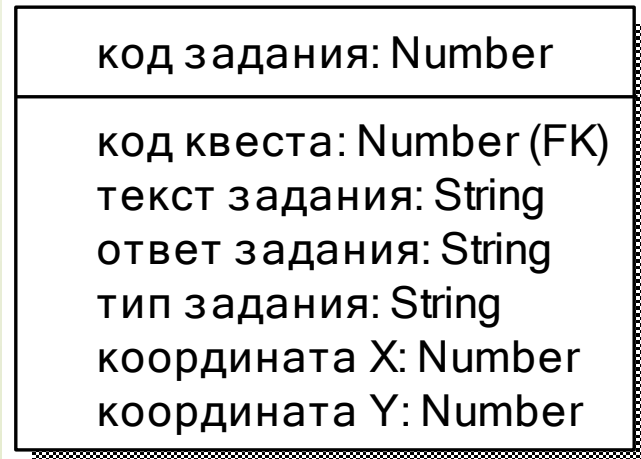 код задания: Number
код квеста: Number (FK)
текст задания: String
ответ задания: String
тип задания: String
координата X: Number
координата Y: Number